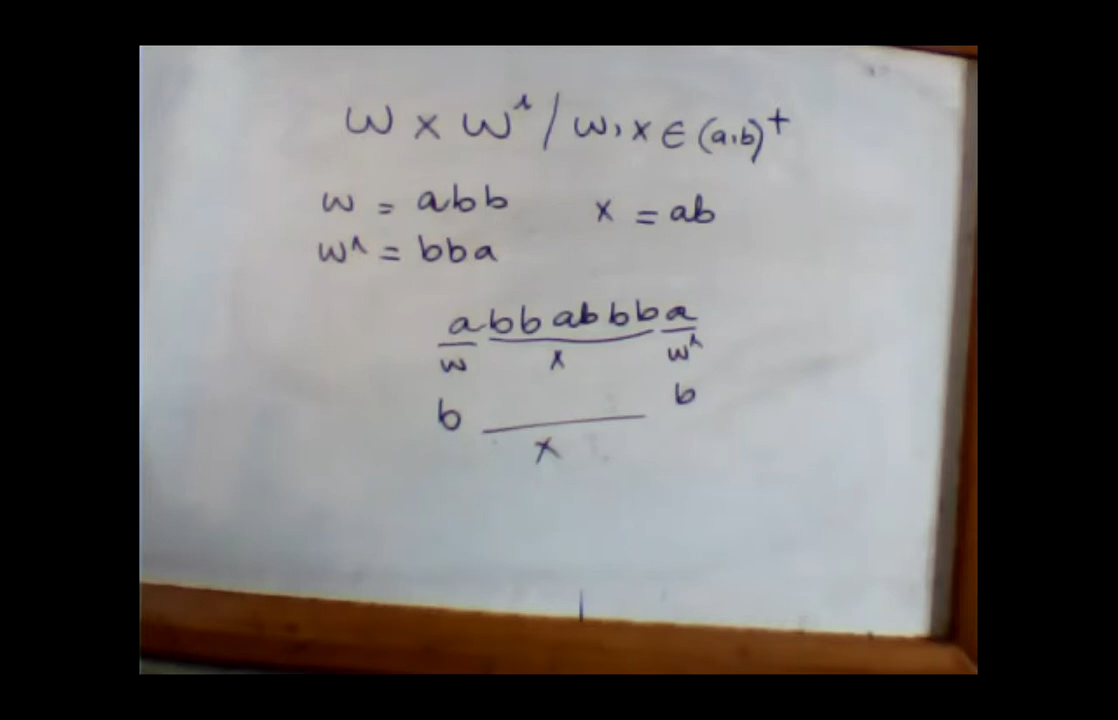 w x w^r / w, x ∈ (a,b)^+
w = abb x = ab
w^r = bba
abbabbba
w x w^r
b b
x